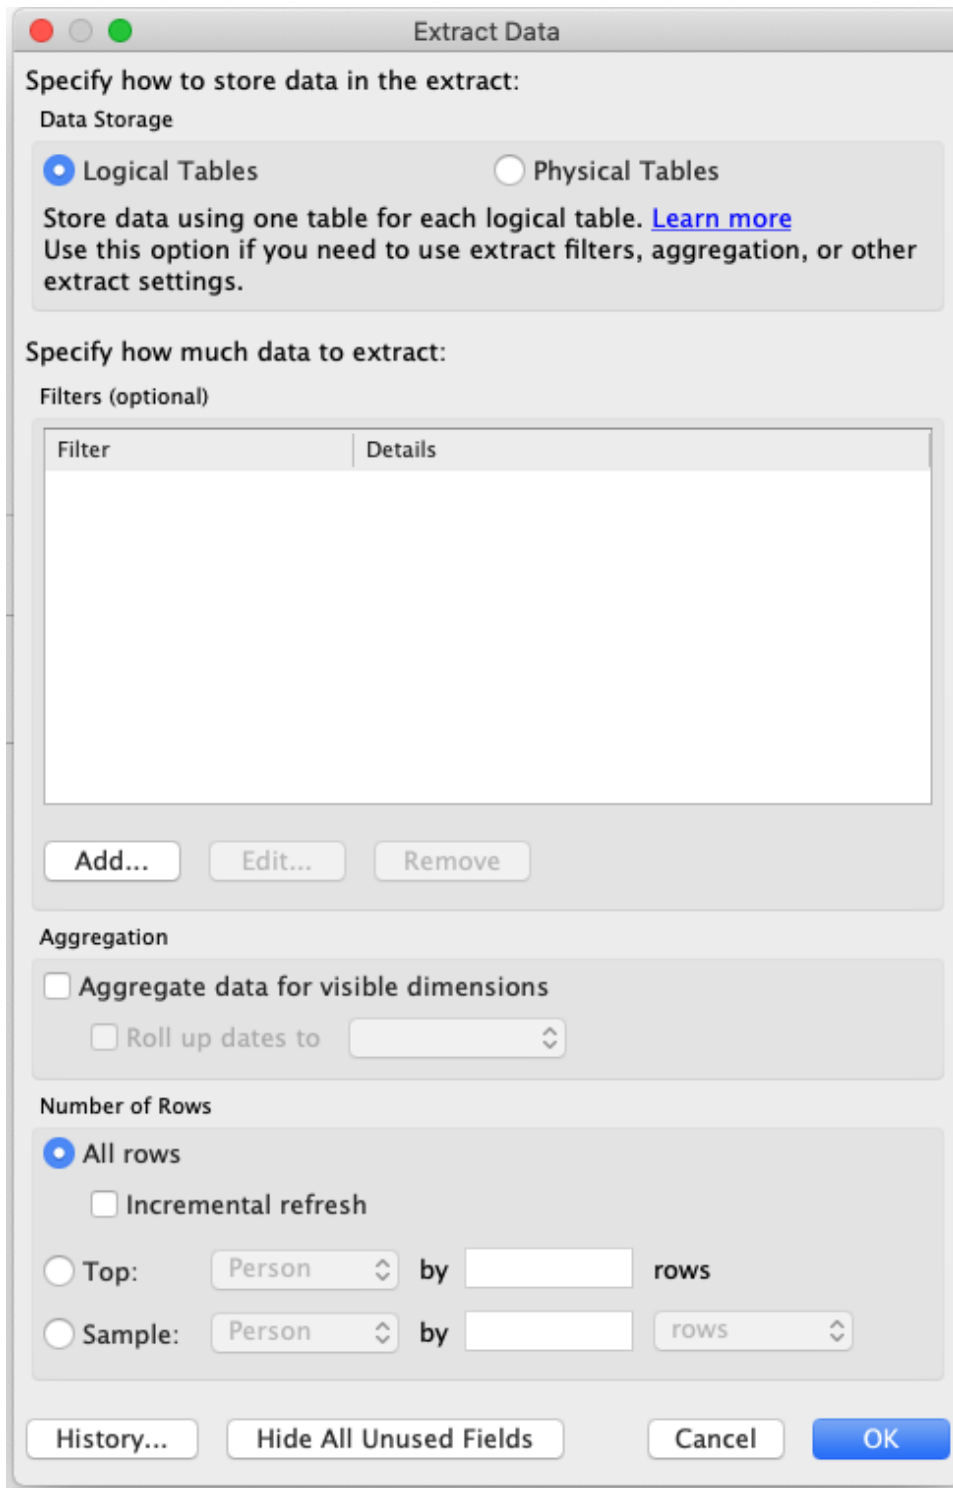 Extract Data
Specify how to store data in the extract:
Data Storage
Logical Tables
Physical Tables
Store data using one table for each logical table. Learn more
Use this option if you need to use extract filters, aggregation, or other
extract settings.
Specify how much data to extract:
Filters (optional)
Filter Details
Add... Edit... Remove
Aggregation
Aggregate data for visible dimensions
Roll up dates to
Number of Rows
All rows
Incremental refresh
Top: Person by rows
Sample: Person by rows
History... Hide All Unused Fields Cancel OK